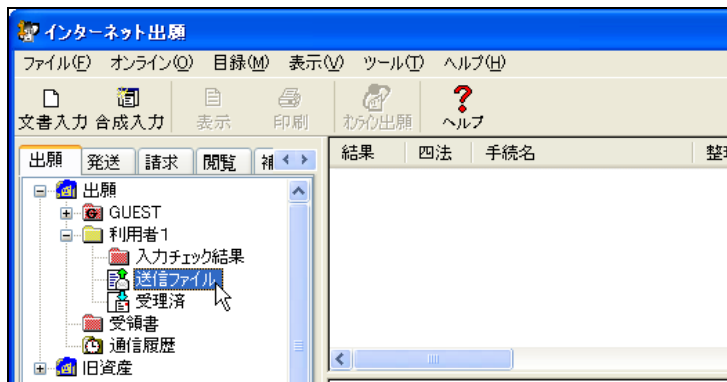 インターネット出願
ファイル(F) オンライン(O) 目録(M) 表示(V) ツール(T) ヘルプ(H)
文書入力 合成入力 表示 印刷 オンライン出願 ヘルプ
出願 発送 請求 閲覧 補
結果 四法 手続名 整理
出願
GUEST
利用者1
入力チェック結果
送信ファイル
受理済
受領書
通信履歴
旧資産